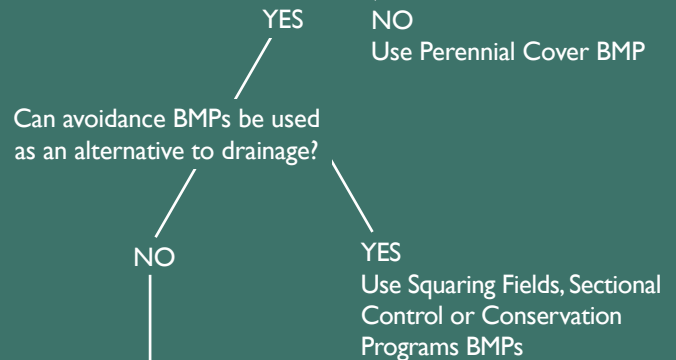 YES
NO
Use Perennial Cover BMP
Can avoidance BMPs be used
as an alternative to drainage?
NO
YES
Use Squaring Fields, Sectional
Control or Conservation
Programs BMPs